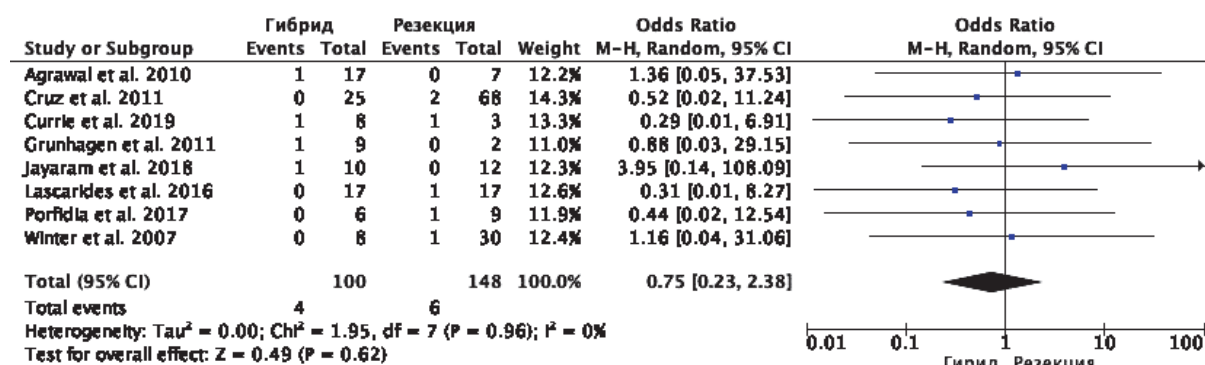 Гибрид Резекция Odds Ratio Odds Ratio
Study or Subgroup Events Total Events Total Weight M-H, Random, 95% CI M-H, Random, 95% CI
Agrawal et al. 2010 1 17 0 7 12.2% 1.36 [0.05, 37.53]
Cruz et al. 2011 0 25 2 68 14.3% 0.52 [0.02, 11.24]
Currie et al. 2019 1 8 1 3 13.3% 0.29 [0.01, 6.91]
Grunhagen et al. 2011 1 9 0 2 11.0% 0.88 [0.03, 29.15]
Jayaram et al. 2018 1 10 0 12 12.3% 3.95 [0.14, 108.09]
Lascarides et al. 2016 0 17 1 17 12.6% 0.31 [0.01, 8.27]
Porfidia et al. 2017 0 6 1 9 11.9% 0.44 [0.02, 12.54]
Winter et al. 2007 0 8 1 30 12.4% 1.16 [0.04, 31.06]
Total (95% CI) 100 148 100.0% 0.75 [0.23, 2.38]
Total events 4 6
Heterogeneity: Tau² = 0.00; Chi² = 1.95, df = 7 (P = 0.96); I² = 0%
Test for overall effect: Z = 0.49 (P = 0.62)
0.01 0.1 1 10 100
Гирид Резекция